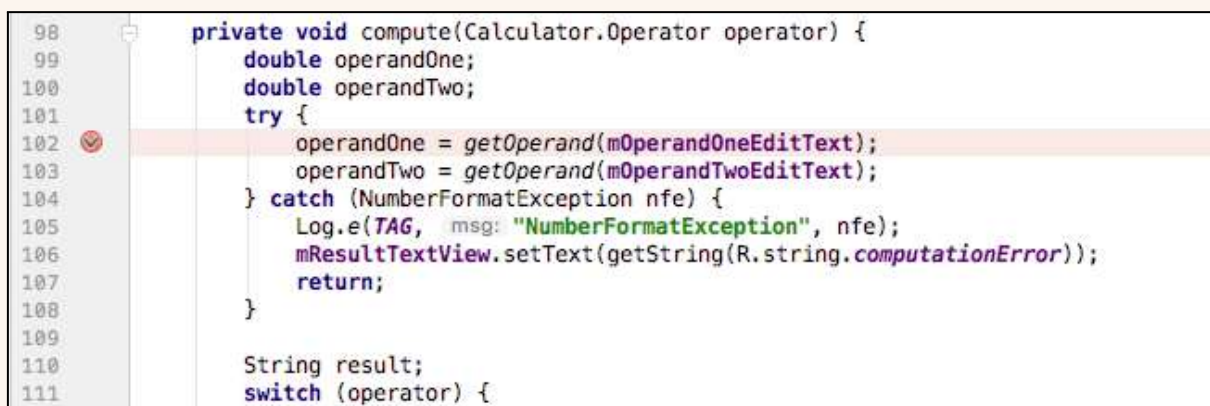 98 private void compute(Calculator.Operator operator) {
99 double operandOne;
100 double operandTwo;
101 try {
102 operandOne = getOperand(mOperandOneEditText);
103 operandTwo = getOperand(mOperandTwoEditText);
104 } catch (NumberFormatException nfe) {
105 Log.e(TAG, msg: "NumberFormatException", nfe);
106 mResultTextView.setText(getString(R.string.computationError));
107 return;
108 }
109
110 String result;
111 switch (operator) {